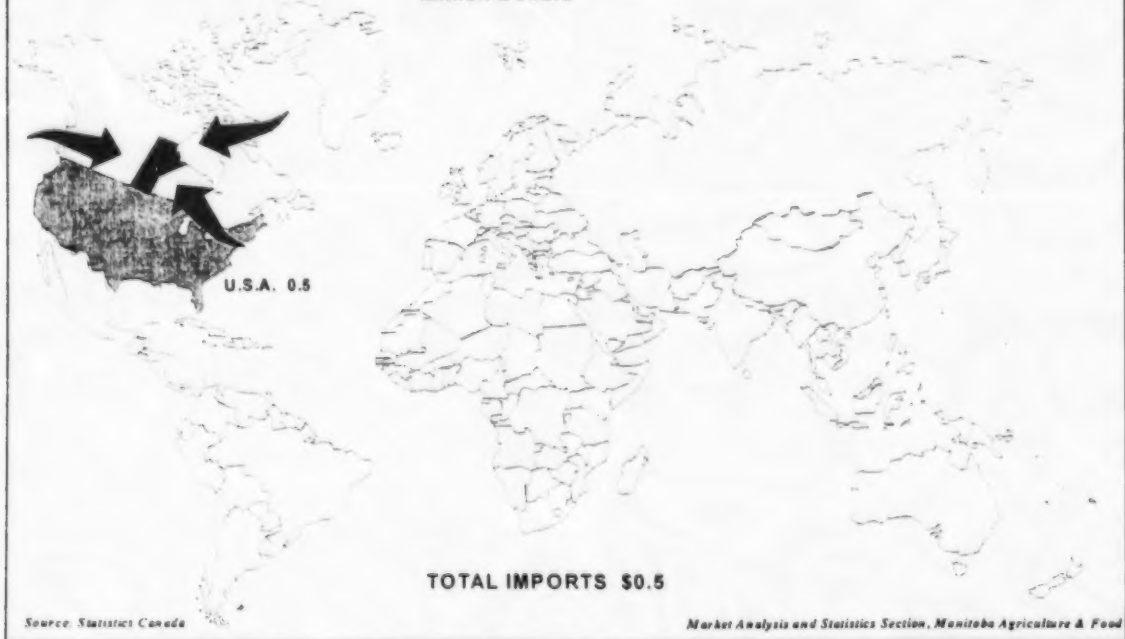 U.S.A. 0.5
TOTAL IMPORTS $0.5
Source: Statistics Canada
Market Analysis and Statistics Section, Manitoba Agriculture & Food